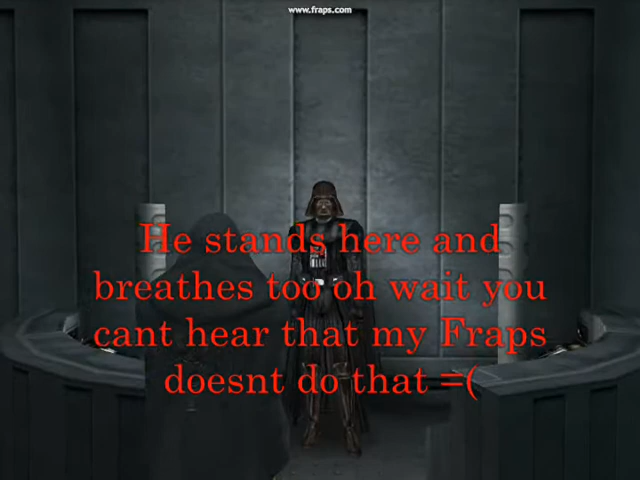 www.fraps.com
He stands here and
breathes too oh wait you
cant hear that my Fraps
doesnt do that =(